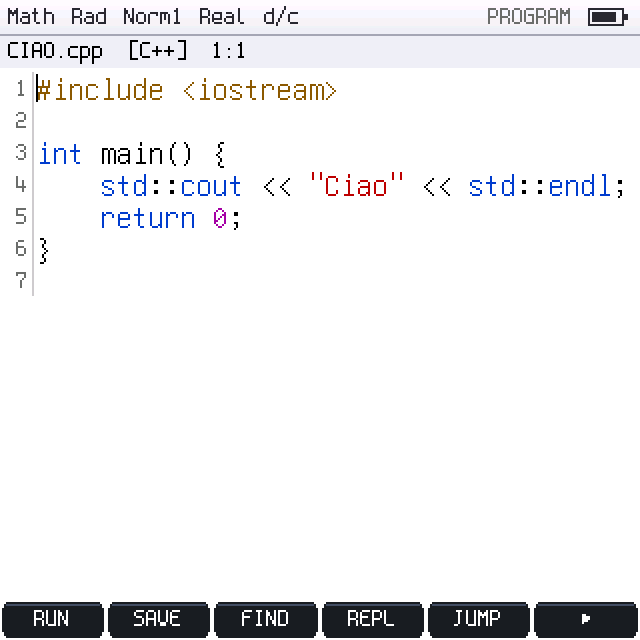 Math Rad Norm1 Real d/c PROGRAM
CIAO.cpp [C++] 1:1
1 #include <iostream>
2
3 int main() {
4     std::cout << "Ciao" << std::endl;
5     return 0;
6 }
7
RUN SAVE FIND REPL JUMP ▶